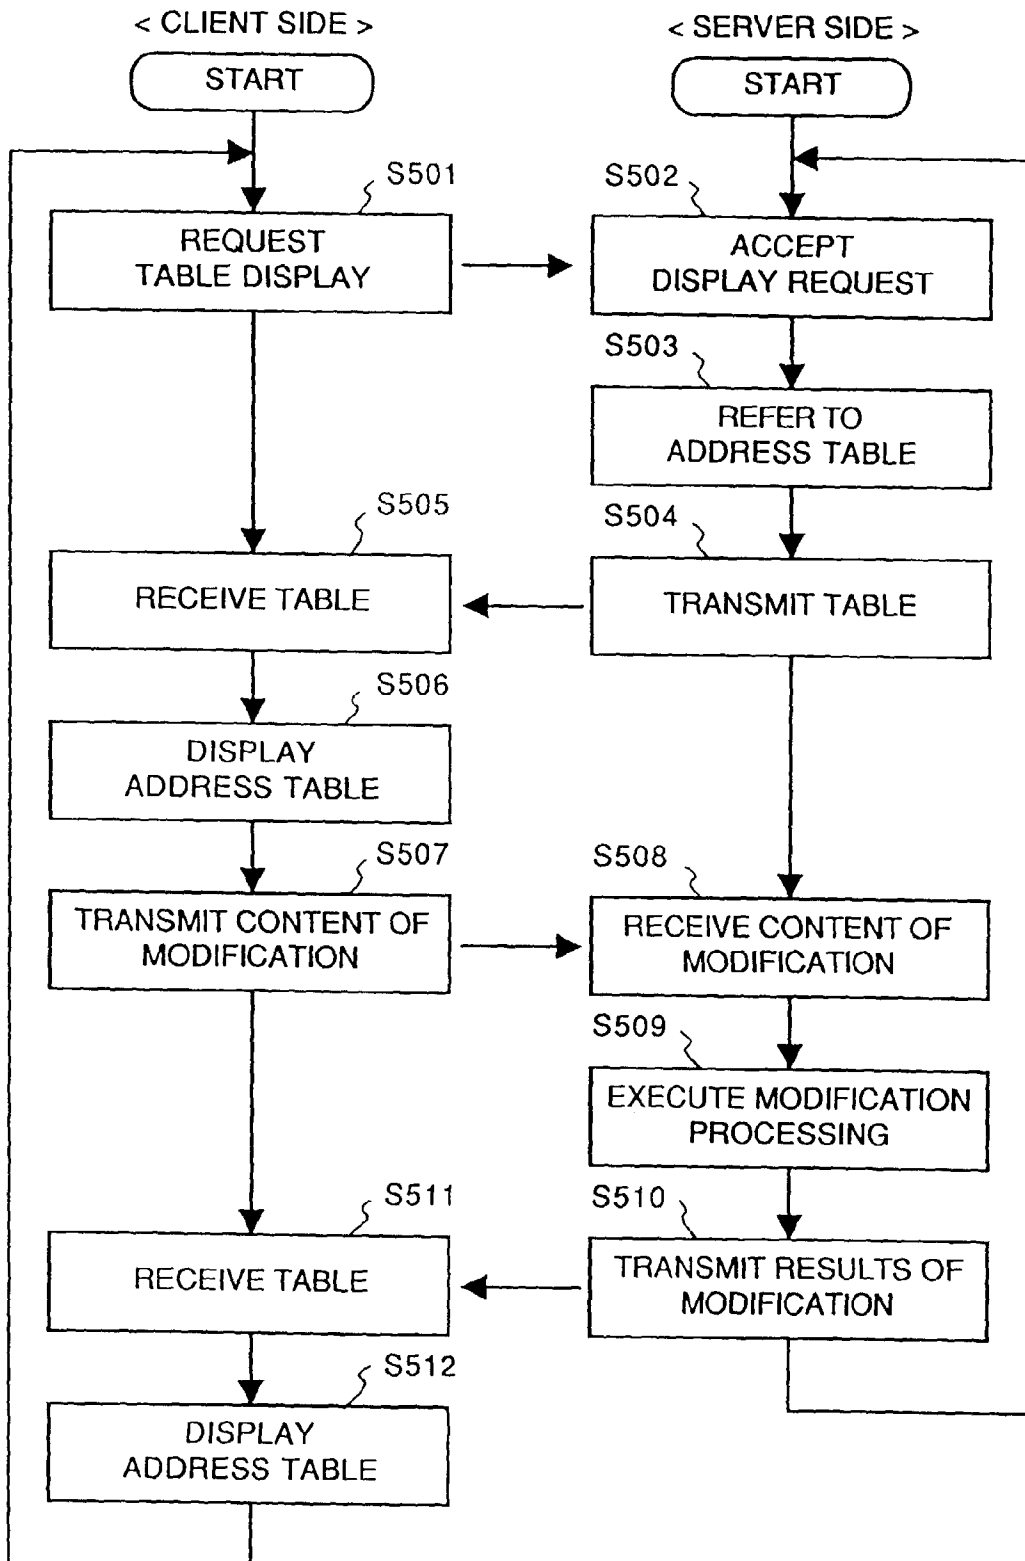 < CLIENT SIDE >
< SERVER SIDE >
START
START
S501
REQUEST
TABLE DISPLAY
S502
ACCEPT
DISPLAY REQUEST
S503
REFER TO
ADDRESS TABLE
S505
RECEIVE TABLE
S504
TRANSMIT TABLE
S506
DISPLAY
ADDRESS TABLE
S507
TRANSMIT CONTENT OF
MODIFICATION
S508
RECEIVE CONTENT OF
MODIFICATION
S509
EXECUTE MODIFICATION
PROCESSING
S511
RECEIVE TABLE
S510
TRANSMIT RESULTS OF
MODIFICATION
S512
DISPLAY
ADDRESS TABLE